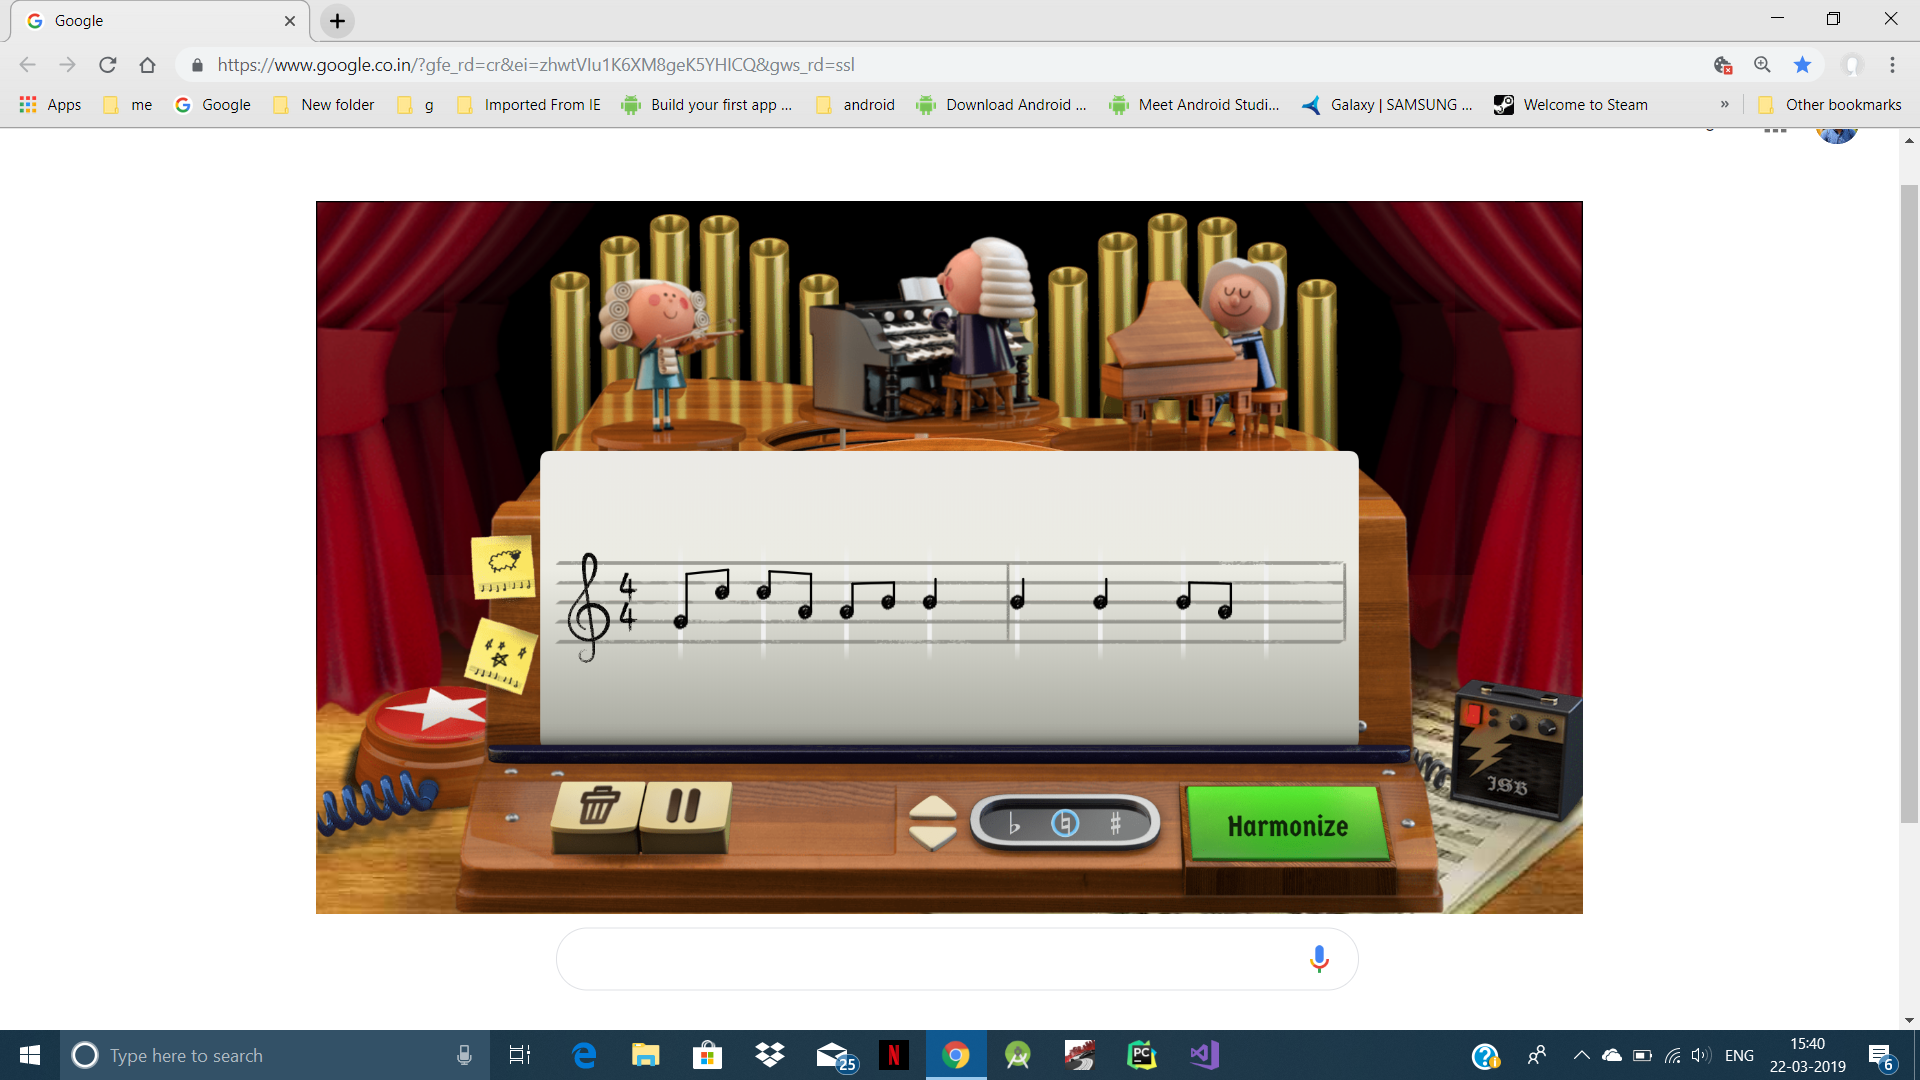 Google
https://www.google.co.in/?gfe_rd=cr&ei=zhwtVIu1K6XM8geK5YHICQ&gws_rd=ssl
Apps me Google New folder g Imported From IE Build your first app ... android Download Android ... Meet Android Studi... Galaxy | SAMSUNG ... Welcome to Steam » Other bookmarks
4
4
JSB
Harmonize
Type here to search
25
N
PC
ENG
15:40
22-03-2019
6